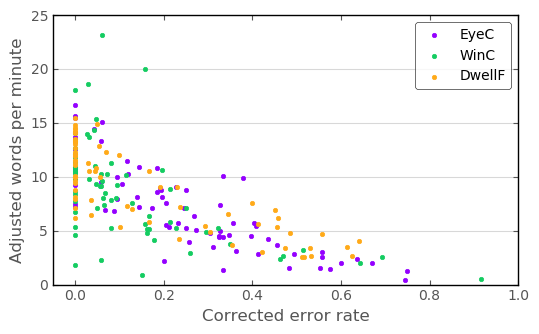 25
20
15
10
5
0
Adjusted words per minute
EyeC
WinC
DwellF
0.0 0.2 0.4 0.6 0.8 1.0
Corrected error rate